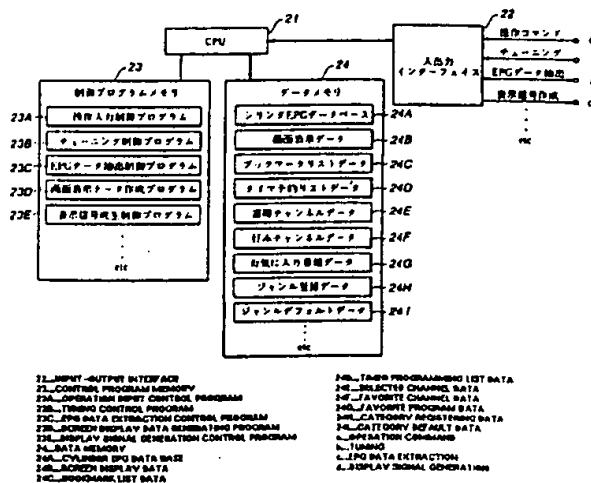 21
22
CPU
入出力
インターフェイス
操作コマンド
チューニング
EPGデータ抽出
表示信号作成
etc
23
制御プログラムメモリ
23A 操作入力制御プログラム
23B チューニング制御プログラム
23C EPGデータ抽出制御プログラム
23D 画面表示データ作成プログラム
23E 表示信号発生制御プログラム
etc
24
データメモリ
シリンダEPGデータベース 24A
画面表示データ 24B
ブックマークリストデータ 24C
タイマ予約リストデータ 24D
選局チャンネルデータ 24E
好みチャンネルデータ 24F
お気に入り番組データ 24G
ジャンル登録データ 24H
ジャンルデフォルトデータ 24I
etc
22...INPUT-OUTPUT INTERFACE
23...CONTROL PROGRAM MEMORY
23A...OPERATION INPUT CONTROL PROGRAM
23B...TUNING CONTROL PROGRAM
23C...EPG DATA EXTRACTION CONTROL PROGRAM
23D...SCREEN DISPLAY DATA GENERATING PROGRAM
23E...DISPLAY SIGNAL GENERATION CONTROL PROGRAM
24...DATA MEMORY
24A...CYLINDER EPG DATA BASE
24B...SCREEN DISPLAY DATA
24C...BOOKMARK LIST DATA
24D...TIMER PROGRAMMING LIST DATA
24E...SELECTED CHANNEL DATA
24F...FAVORITE CHANNEL DATA
24G...FAVORITE PROGRAM DATA
24H...CATEGORY REGISTERING DATA
24I...CATEGORY DEFAULT DATA
a...OPERATION COMMAND
b...TUNING
c...EPG DATA EXTRACTION
d...DISPLAY SIGNAL GENERATION